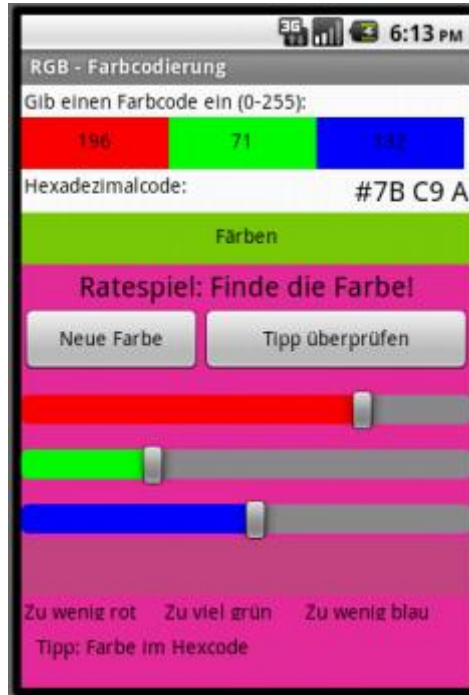 3G 6:13 PM
RGB - Farbcodierung
Gib einen Farbcode ein (0-255):
196 71 132
Hexadezimalcode: #7B C9 A
Färben
Ratespiel: Finde die Farbe!
Neue Farbe Tipp überprüfen
Zu wenig rot Zu viel grün Zu wenig blau
Tipp: Farbe im Hexcode